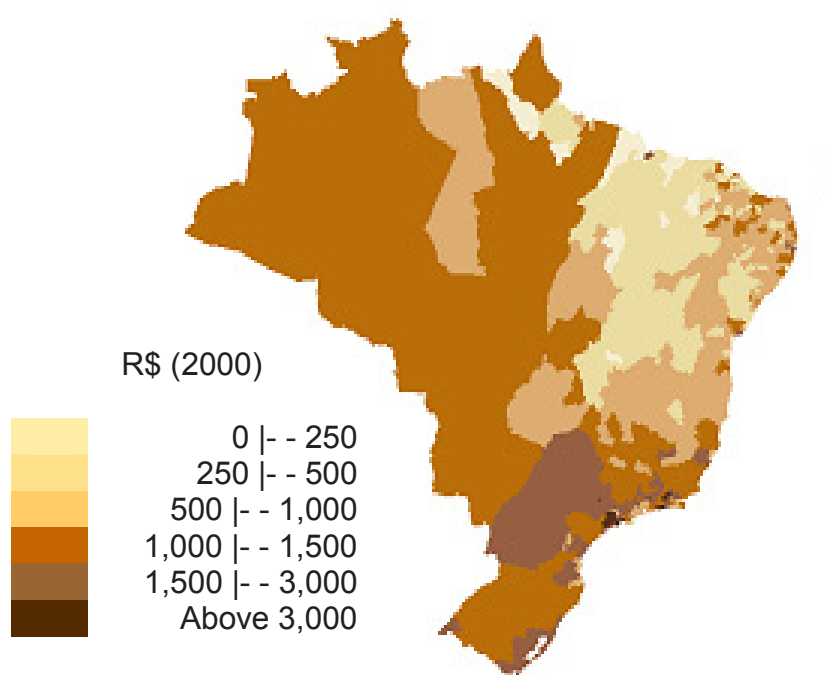 R$ (2000)
0 |- - 250
250 |- - 500
500 |- - 1,000
1,000 |- - 1,500
1,500 |- - 3,000
Above 3,000